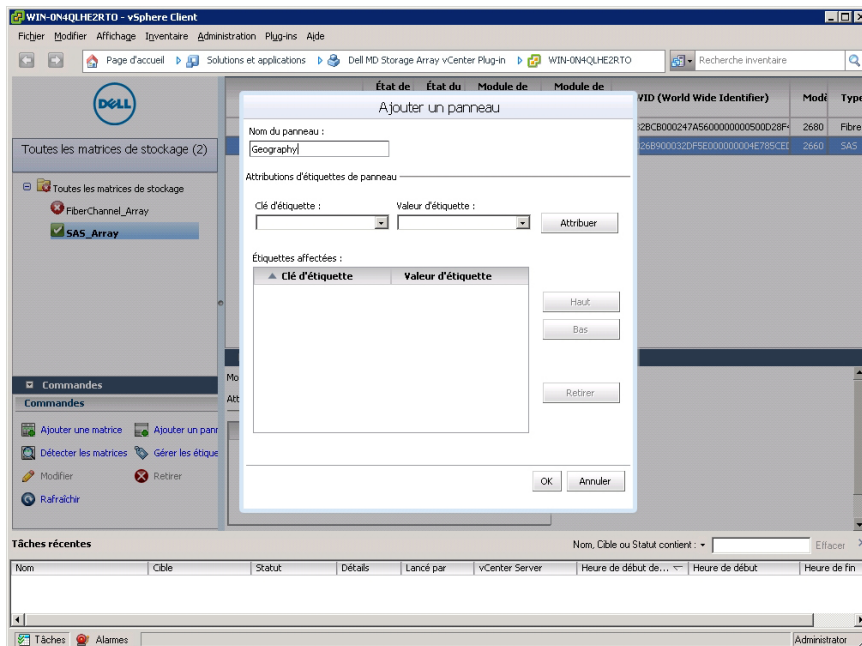 WIN-0N4QLHE2RTO - vSphere Client
Fichier Modifier Affichage Inventaire Administration Plug-ins Aide
Page d'accueil Solutions et applications Dell MD Storage Array vCenter Plug-in WIN-0N4QLHE2RTO Recherche inventaire
DELL
Toutes les matrices de stockage (2)
Toutes les matrices de stockage
FiberChannel_Array
SAS_Array
État de État du Module de Module de
VID (World Wide Identifier) Modè Type
2BCB000247A5600000000500D28F4 2680 Fibre
026B900032DF5E000000004E785CED 2660 SAS
Ajouter un panneau
Nom du panneau :
Geography
Attributions d'étiquettes de panneau
Clé d'étiquette : Valeur d'étiquette :
Attribuer
Étiquettes affectées :
Clé d'étiquette Valeur d'étiquette
Haut
Bas
Retirer
OK Annuler
Mo
Att
Commandes
Commandes
Ajouter une matrice Ajouter un pann
Détecter les matrices Gérer les étique
Modifier Retirer
Rafraîchir
Tâches récentes Nom, Cible ou Statut contient : Effacer
Nom Cible Statut Détails Lancé par vCenter Server Heure de début de... Heure de début Heure de fin
Tâches Alarmes Administrator